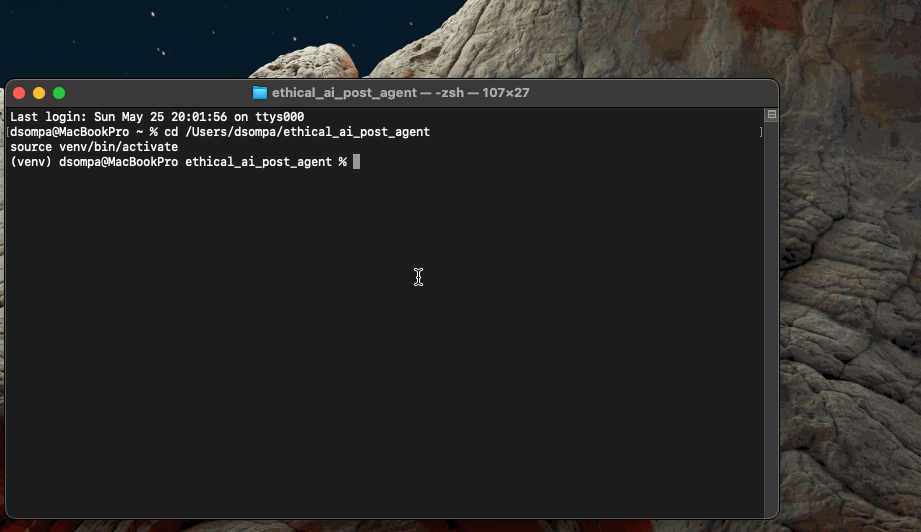 ethical_ai_post_agent — -zsh — 107×27
Last login: Sun May 25 20:01:56 on ttys000
dsompa@MacBookPro ~ % cd /Users/dsompa/ethical_ai_post_agent
source venv/bin/activate
(venv) dsompa@MacBookPro ethical_ai_post_agent %